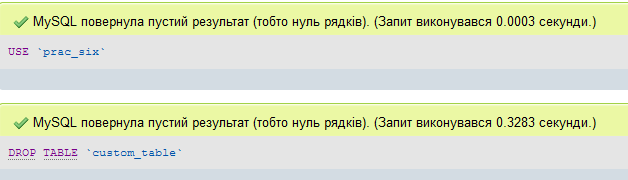 MySQL повернула пустий результат (тобто нуль рядків). (Запит виконувався 0.0003 секунди.)
USE `prac_six`
MySQL повернула пустий результат (тобто нуль рядків). (Запит виконувався 0.3283 секунди.)
DROP TABLE `custom_table`